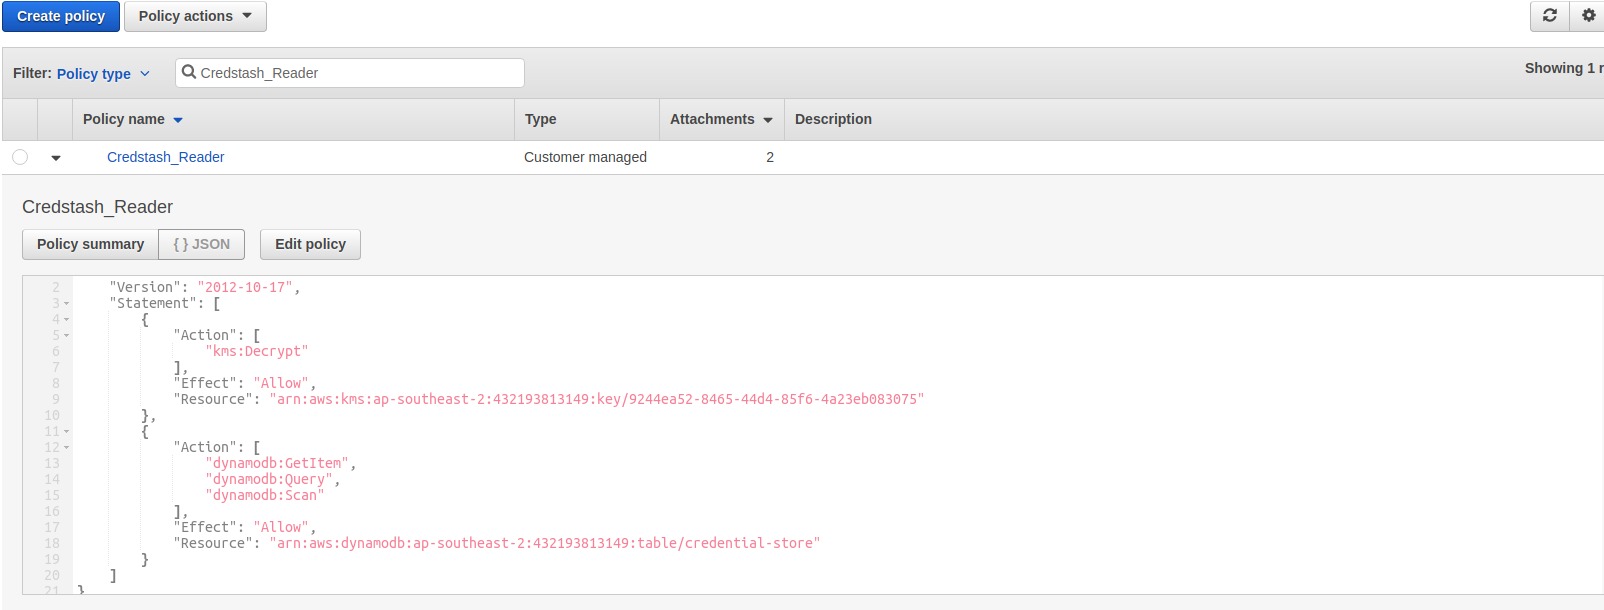 Create policy Policy actions
Filter: Policy type Credstash_Reader Showing 1 r
Policy name Type Attachments Description
Credstash_Reader Customer managed 2
Credstash_Reader
Policy summary { } JSON Edit policy
2 "Version": "2012-10-17",
3 "Statement": [
4 {
5 "Action": [
6 "kms:Decrypt"
7 ],
8 "Effect": "Allow",
9 "Resource": "arn:aws:kms:ap-southeast-2:432193813149:key/9244ea52-8465-44d4-85f6-4a23eb083075"
10 },
11 {
12 "Action": [
13 "dynamodb:GetItem",
14 "dynamodb:Query",
15 "dynamodb:Scan"
16 ],
17 "Effect": "Allow",
18 "Resource": "arn:aws:dynamodb:ap-southeast-2:432193813149:table/credential-store"
19 }
20 ]
21 }